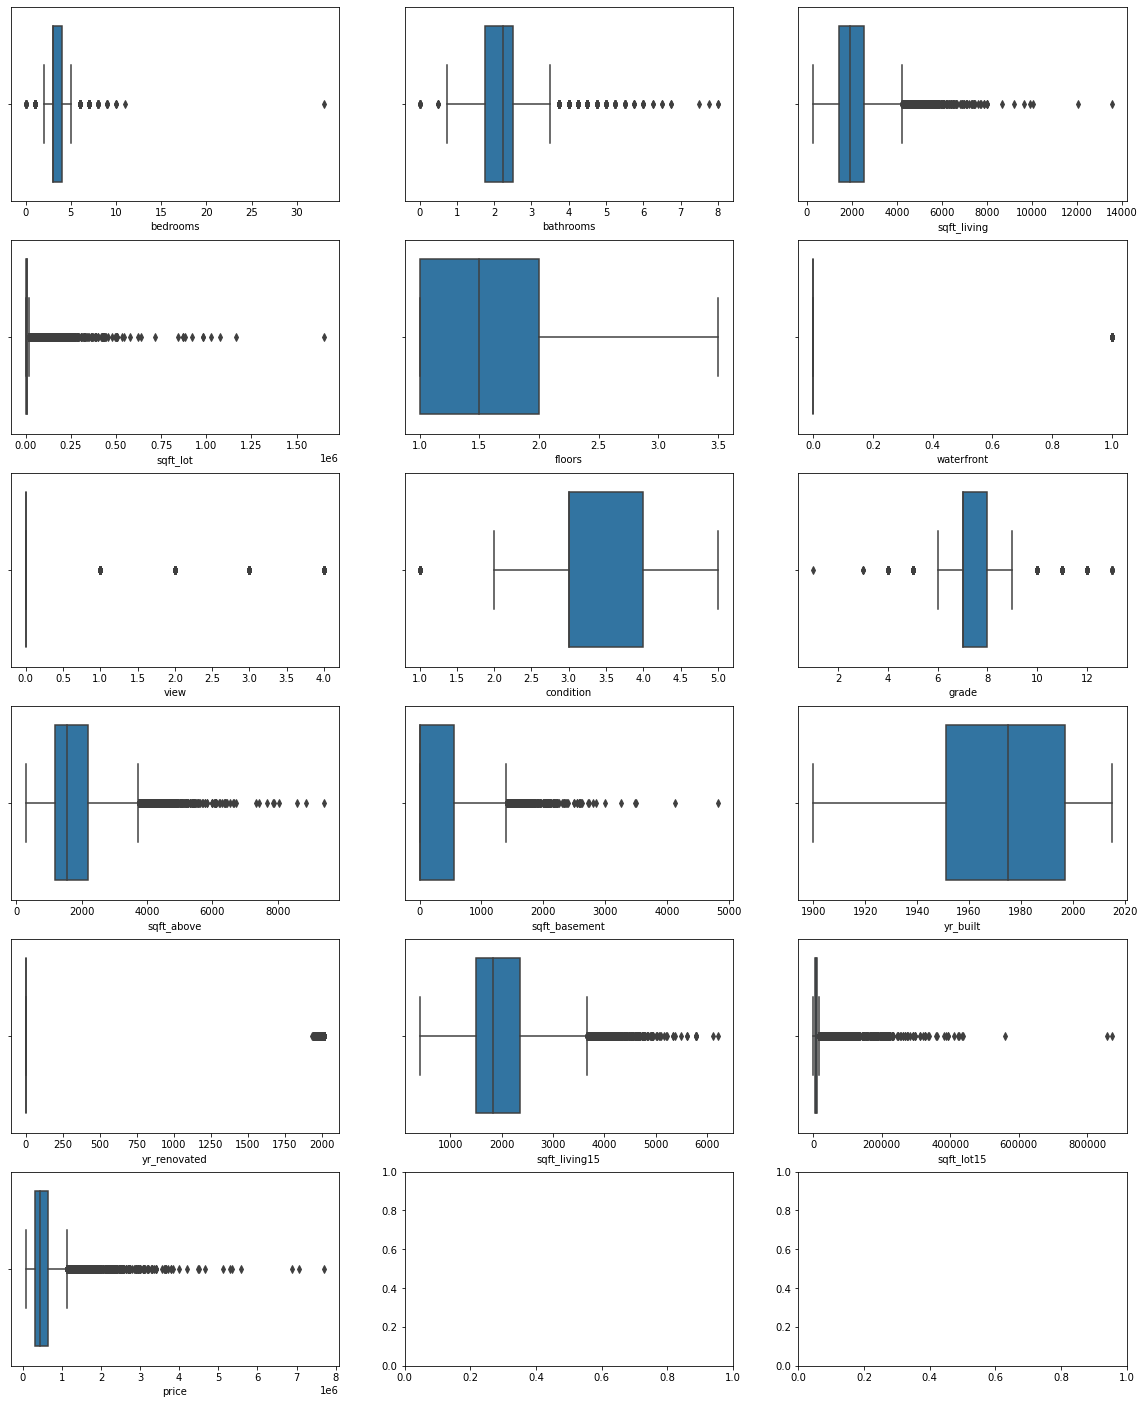 0 5 10 15 20 25 30
bedrooms
0 1 2 3 4 5 6 7 8
bathrooms
0 2000 4000 6000 8000 10000 12000 14000
sqft_living
0.00 0.25 0.50 0.75 1.00 1.25 1.50
sqft_lot
1e6
1.0 1.5 2.0 2.5 3.0 3.5
floors
0.0 0.2 0.4 0.6 0.8 1.0
waterfront
0.0 0.5 1.0 1.5 2.0 2.5 3.0 3.5 4.0
view
1.0 1.5 2.0 2.5 3.0 3.5 4.0 4.5 5.0
condition
2 4 6 8 10 12
grade
0 2000 4000 6000 8000
sqft_above
0 1000 2000 3000 4000 5000
sqft_basement
1900 1920 1940 1960 1980 2000 2020
yr_built
0 250 500 750 1000 1250 1500 1750 2000
yr_renovated
1000 2000 3000 4000 5000 6000
sqft_living15
0 200000 400000 600000 800000
sqft_lot15
0 1 2 3 4 5 6 7 8
price
1e6
1.0
0.8
0.6
0.4
0.2
0.0
0.0 0.2 0.4 0.6 0.8 1.0
1.0
0.8
0.6
0.4
0.2
0.0
0.0 0.2 0.4 0.6 0.8 1.0